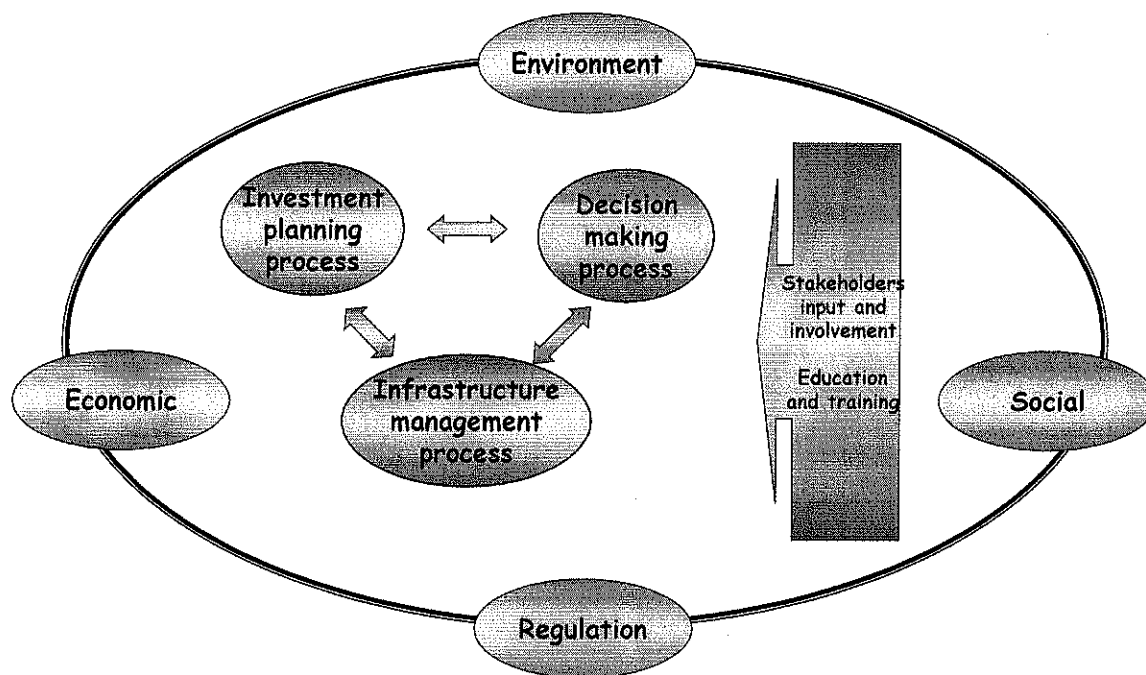 Environment
Investment
planning
process
Decision
making
process
Stakeholders
input and
involvement
Education
and training
Economic
Infrastructure
management
process
Social
Regulation